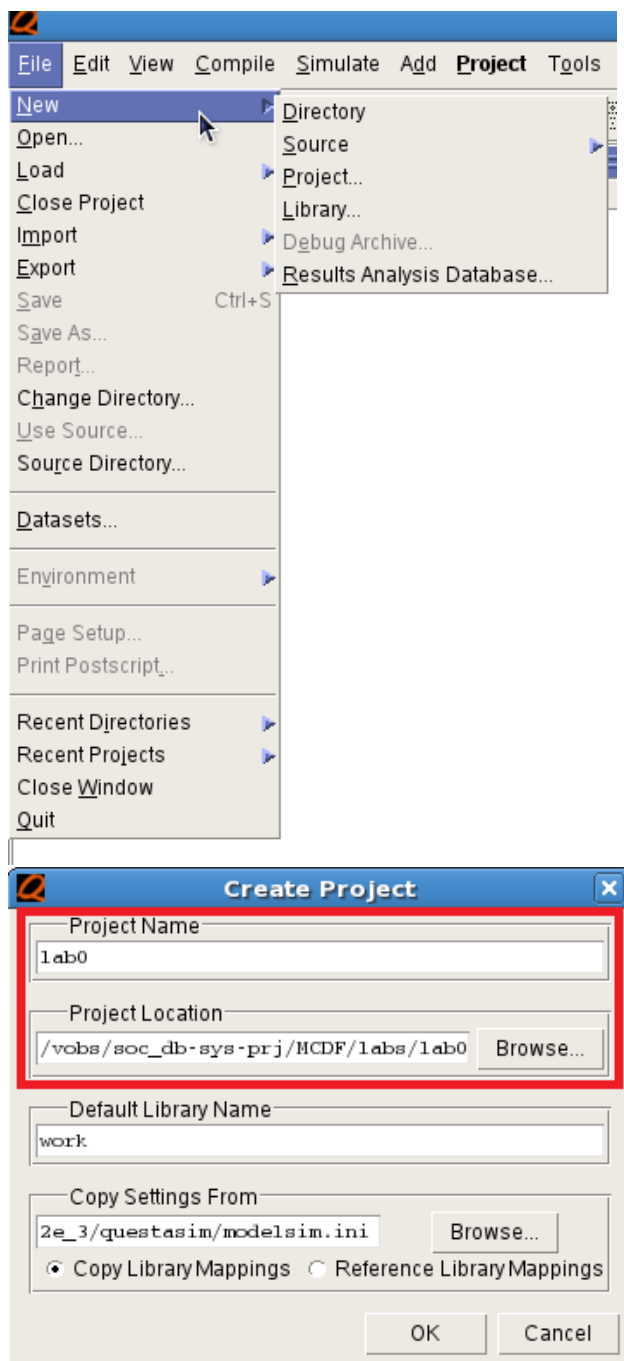 File Edit View Compile Simulate Add Project Tools
New
Open...
Load
Close Project
Import
Export
Save Ctrl+S
Save As...
Report...
Change Directory...
Use Source...
Source Directory...
Datasets...
Environment
Page Setup...
Print Postscript...
Recent Directories
Recent Projects
Close Window
Quit
Directory
Source
Project...
Library...
Debug Archive...
Results Analysis Database...
Create Project
Project Name
lab0
Project Location
/vobs/soc_db-sys-prj/MCDF/labs/lab0 Browse...
Default Library Name
work
Copy Settings From
2e_3/questasim/modelsim.ini Browse...
Copy Library Mappings Reference Library Mappings
OK Cancel